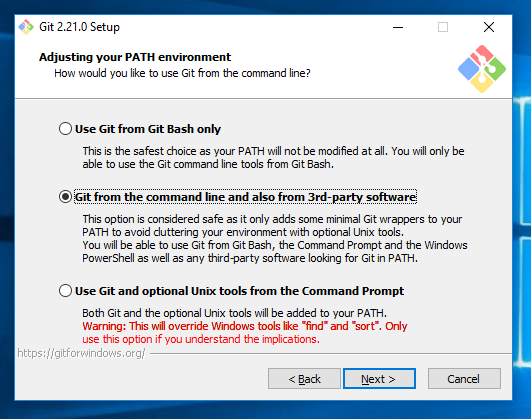 Git 2.21.0 Setup
Adjusting your PATH environment
How would you like to use Git from the command line?
Use Git from Git Bash only
This is the safest choice as your PATH will not be modified at all. You will only be
able to use the Git command line tools from Git Bash.
Git from the command line and also from 3rd-party software
This option is considered safe as it only adds some minimal Git wrappers to your
PATH to avoid cluttering your environment with optional Unix tools.
You will be able to use Git from Git Bash, the Command Prompt and the Windows
PowerShell as well as any third-party software looking for Git in PATH.
Use Git and optional Unix tools from the Command Prompt
Both Git and the optional Unix tools will be added to your PATH.
Warning: This will override Windows tools like "find" and "sort". Only
use this option if you understand the implications.
https://gitforwindows.org/
< Back
Next >
Cancel